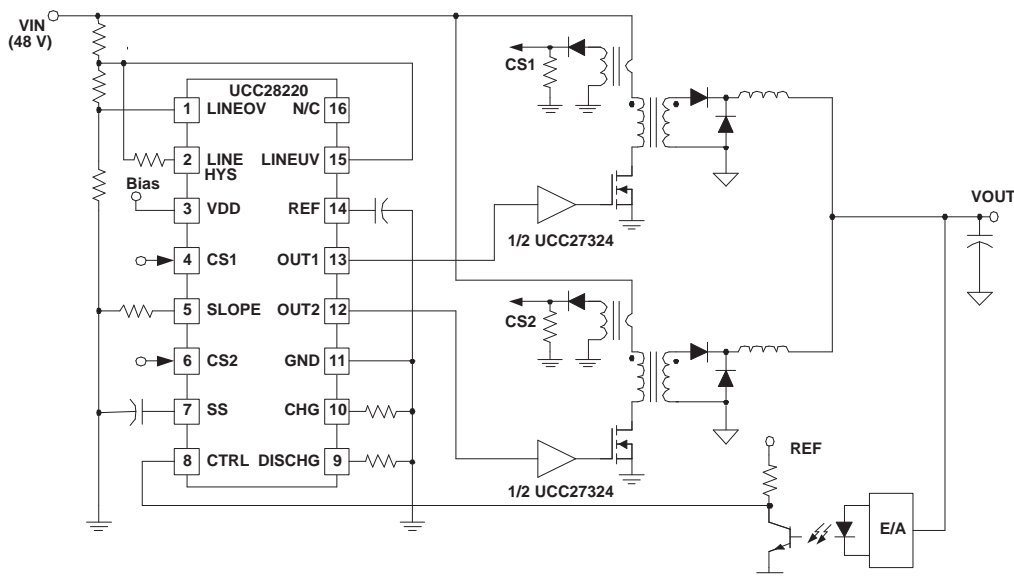 VIN
(48 V)
UCC28220
1 LINEOV N/C 16
2 LINE HYS LINEUV 15
Bias
3 VDD REF 14
4 CS1 OUT1 13
5 SLOPE OUT2 12
6 CS2 GND 11
7 SS CHG 10
8 CTRL DISCHG 9
CS1
1/2 UCC27324
CS2
1/2 UCC27324
VOUT
REF
E/A